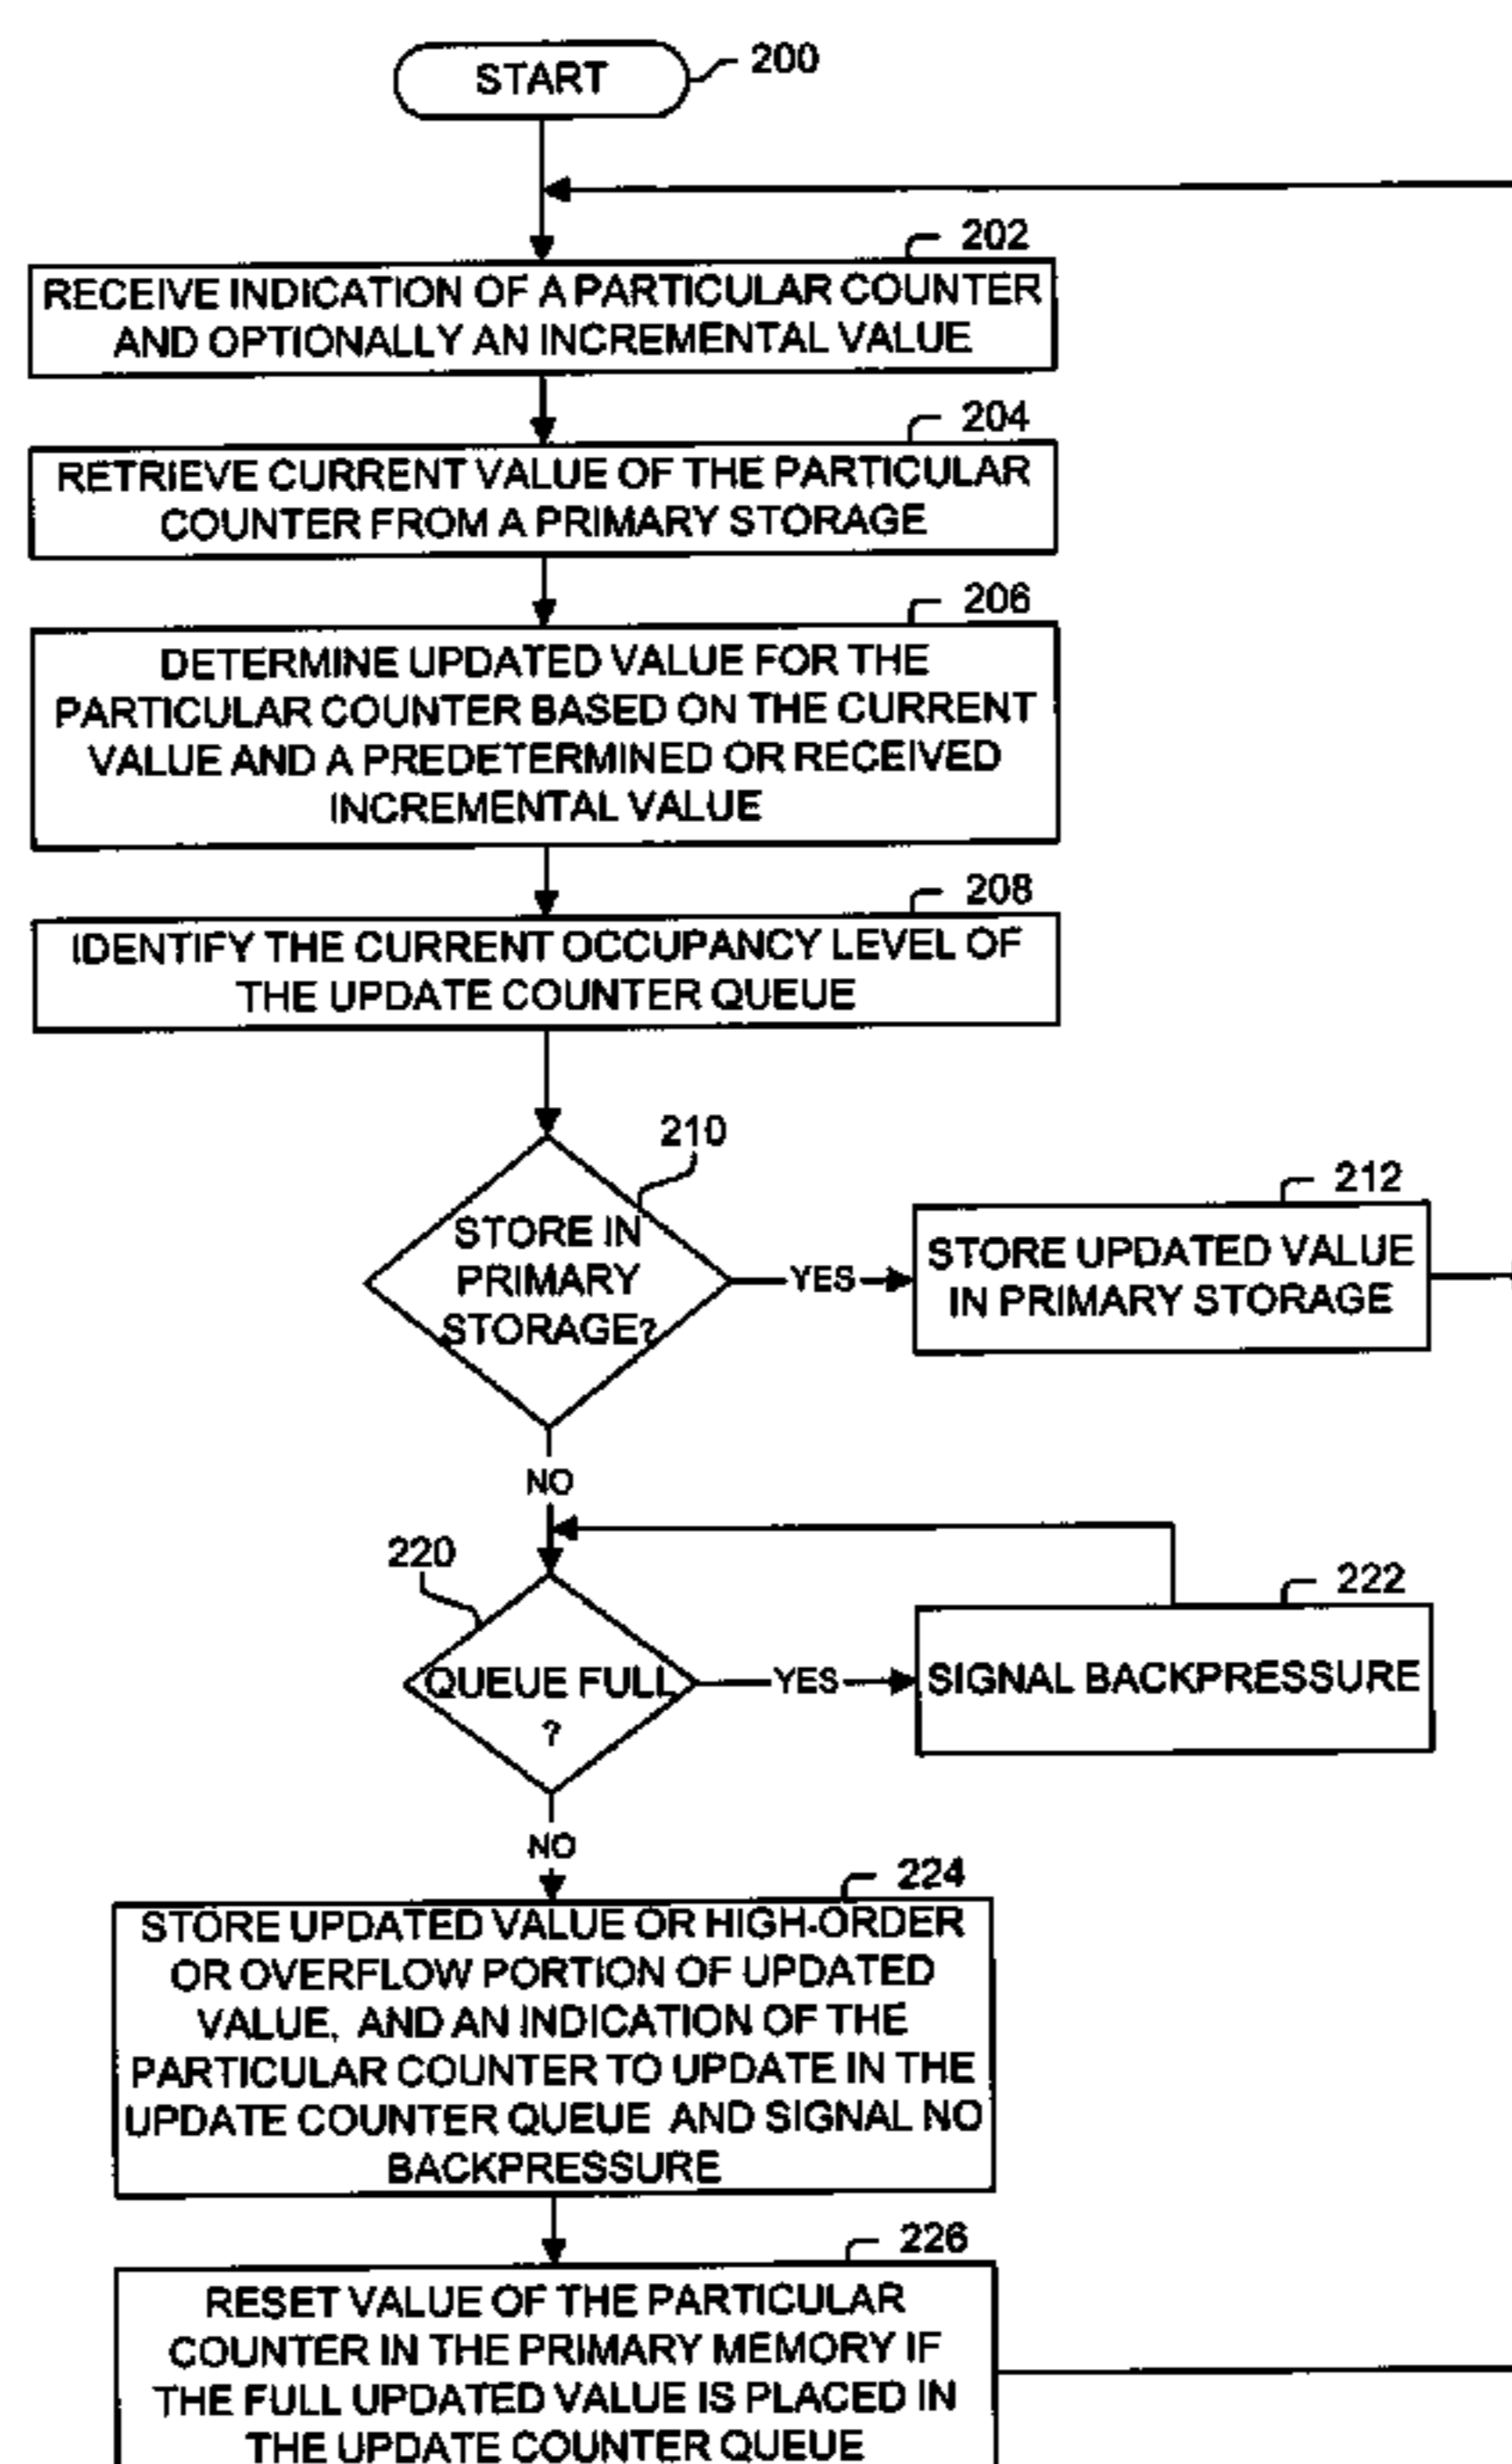 START
200
202
RECEIVE INDICATION OF A PARTICULAR COUNTER
AND OPTIONALLY AN INCREMENTAL VALUE
204
RETRIEVE CURRENT VALUE OF THE PARTICULAR
COUNTER FROM A PRIMARY STORAGE
206
DETERMINE UPDATED VALUE FOR THE
PARTICULAR COUNTER BASED ON THE CURRENT
VALUE AND A PREDETERMINED OR RECEIVED
INCREMENTAL VALUE
208
IDENTIFY THE CURRENT OCCUPANCY LEVEL OF
THE UPDATE COUNTER QUEUE
210
STORE IN
PRIMARY
STORAGE?
YES
212
STORE UPDATED VALUE
IN PRIMARY STORAGE
NO
220
QUEUE FULL
?
YES
222
SIGNAL BACKPRESSURE
NO
224
STORE UPDATED VALUE OR HIGH-ORDER
OR OVERFLOW PORTION OF UPDATED
VALUE, AND AN INDICATION OF THE
PARTICULAR COUNTER TO UPDATE IN THE
UPDATE COUNTER QUEUE AND SIGNAL NO
BACKPRESSURE
226
RESET VALUE OF THE PARTICULAR
COUNTER IN THE PRIMARY MEMORY IF
THE FULL UPDATED VALUE IS PLACED IN
THE UPDATE COUNTER QUEUE